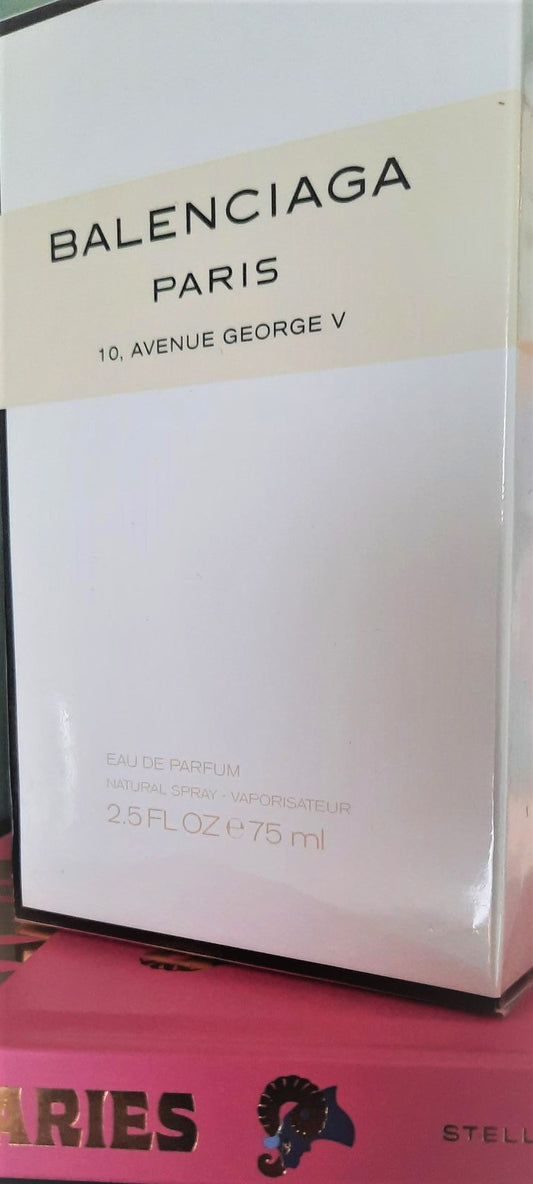 BALENCIAGA
PARIS
10, AVENUE GEORGE V
EAU DE PARFUM
NATURAL SPRAY - VAPORISATEUR
2.5 FL OZ ℮ 75 ml
ARIES
STELL